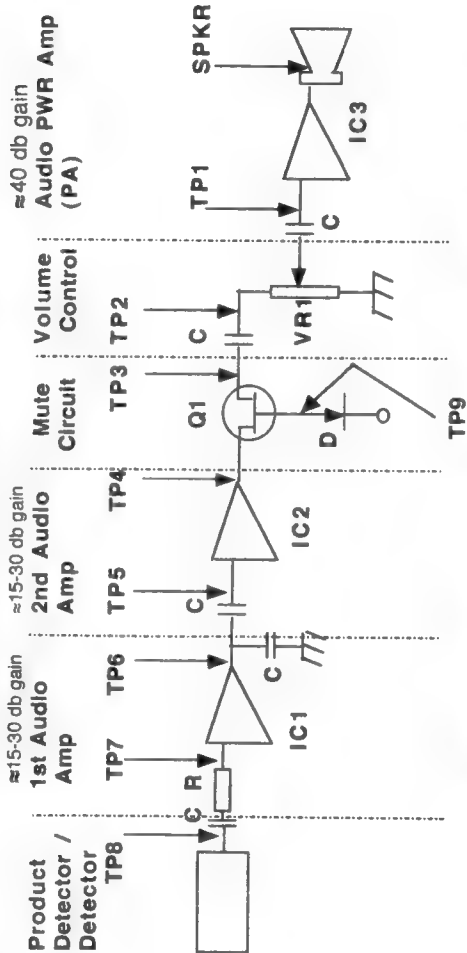 Product
Detector /
Detector
≈15-30 db gain
1st Audio
Amp
≈15-30 db gain
2nd Audio
Amp
Mute
Circuit
Volume
Control
≈40 db gain
Audio PWR Amp
(PA)
TP8
TP7
TP6
TP5
TP4
TP3
TP2
TP1
SPKR
C
R
IC1
C
C
IC2
Q1
D
TP9
C
VR1
C
IC3